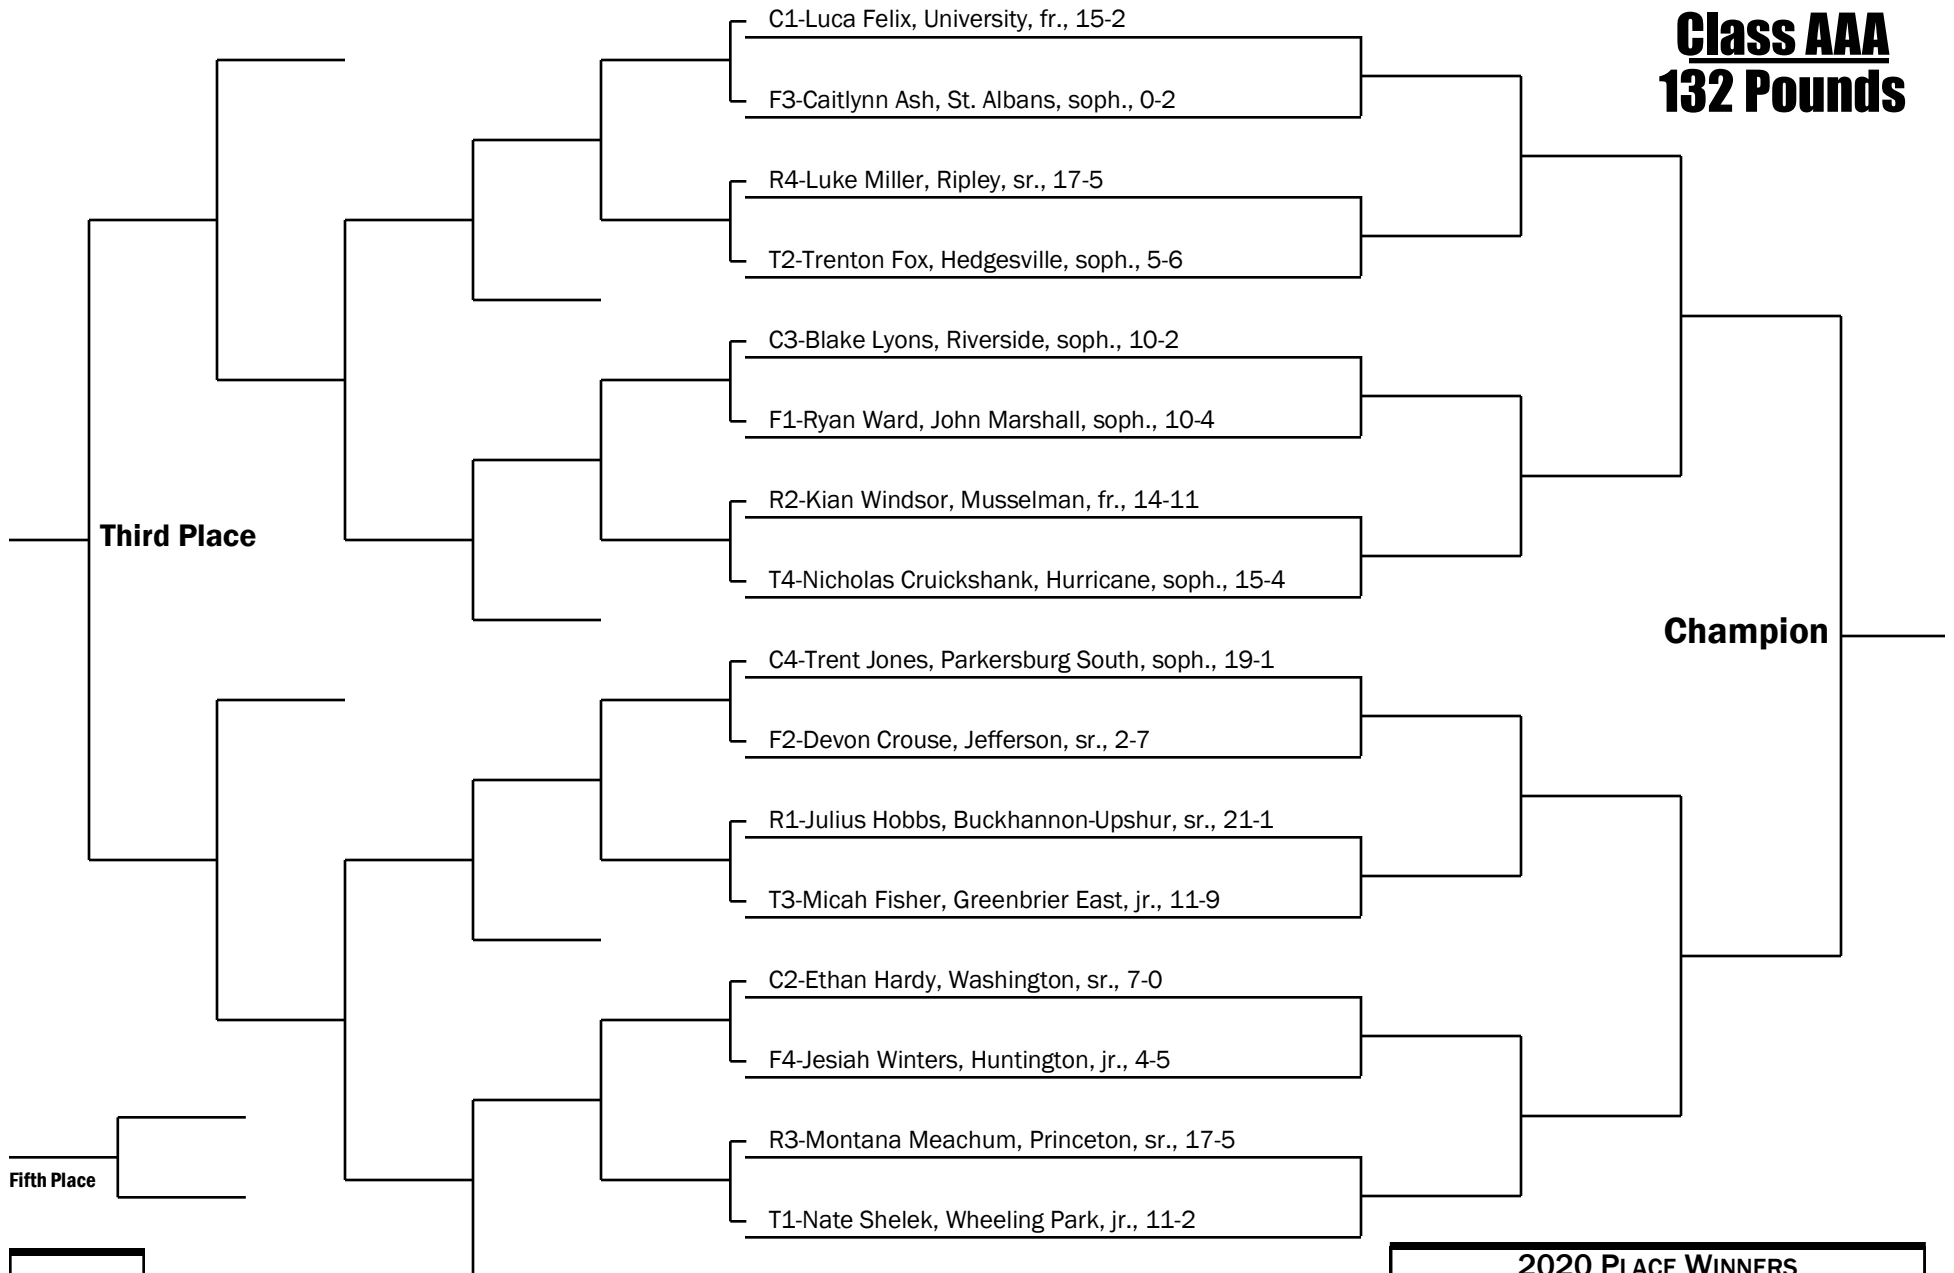 Class AAA
132 Pounds
C1-Luca Felix, University, fr., 15-2
F3-Caitlynn Ash, St. Albans, soph., 0-2
R4-Luke Miller, Ripley, sr., 17-5
T2-Trenton Fox, Hedgesville, soph., 5-6
C3-Blake Lyons, Riverside, soph., 10-2
F1-Ryan Ward, John Marshall, soph., 10-4
R2-Kian Windsor, Musselman, fr., 14-11
Third Place
T4-Nicholas Cruickshank, Hurricane, soph., 15-4
Champion
C4-Trent Jones, Parkersburg South, soph., 19-1
F2-Devon Crouse, Jefferson, sr., 2-7
R1-Julius Hobbs, Buckhannon-Upshur, sr., 21-1
T3-Micah Fisher, Greenbrier East, jr., 11-9
C2-Ethan Hardy, Washington, sr., 7-0
F4-Jesiah Winters, Huntington, jr., 4-5
R3-Montana Meachum, Princeton, sr., 17-5
Fifth Place
T1-Nate Shelek, Wheeling Park, jr., 11-2
2020 PLACE WINNERS